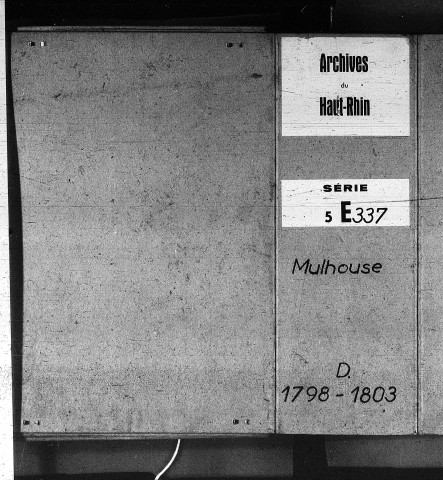 Archives
du
Haut-Rhin
SÉRIE
5 E337
Mulhouse
D.
1798-1803